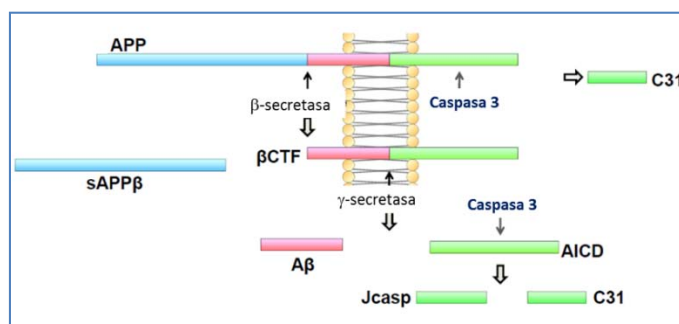 APP
C31
β-secretasa
Caspasa 3
βCTF
sAPPβ
γ-secretasa
Caspasa 3
Aβ
AICD
Jcasp
C31